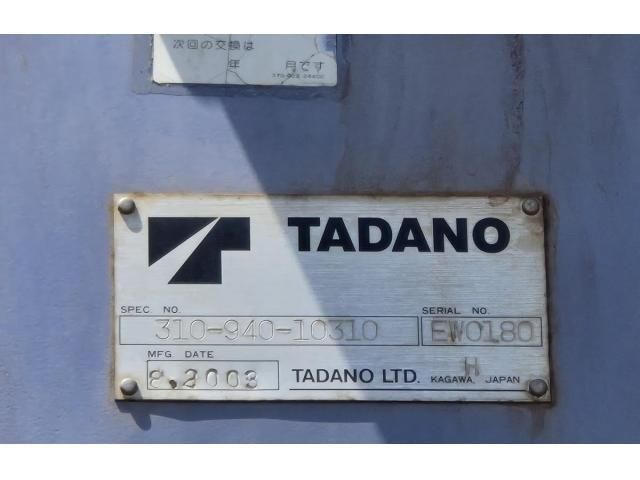 次回の交換は
年 月です
TADANO
SPEC NO. SERIAL NO.
310-940-10310 EW0180
MFG DATE H
8.2003 TADANO LTD. KAGAWA, JAPAN